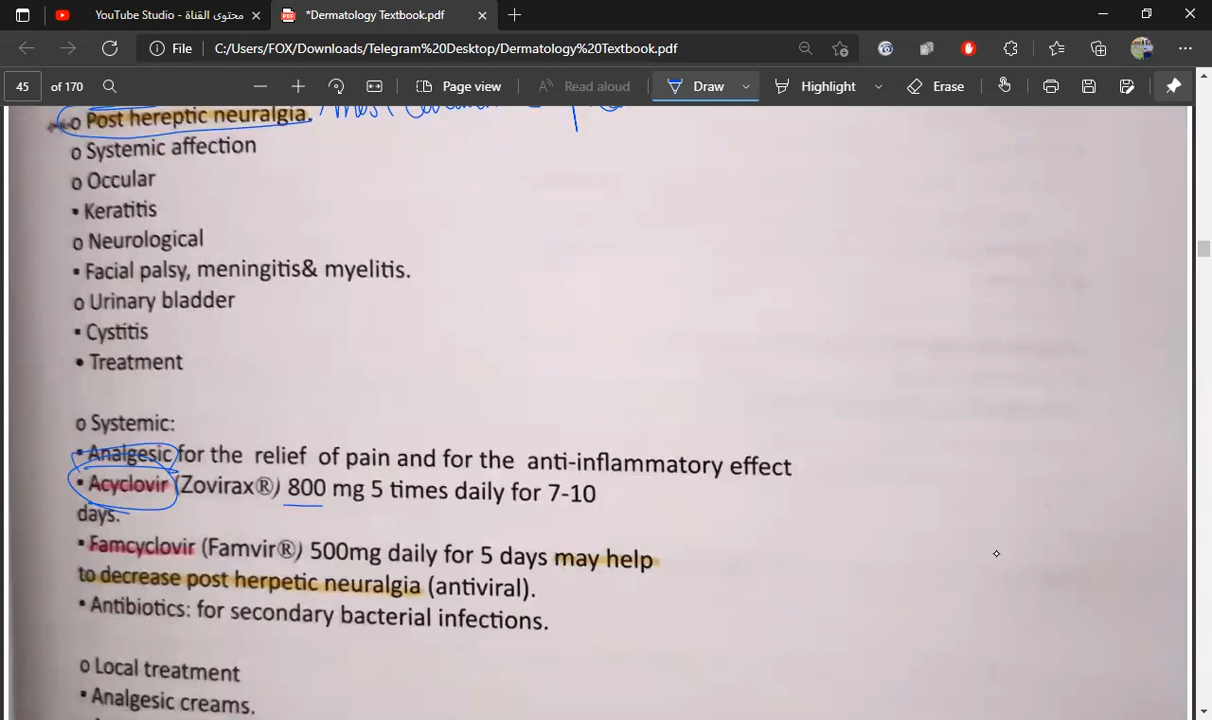 محتوى القناة - YouTube Studio
*Dermatology Textbook.pdf
File C:/Users/FOX/Downloads/Telegram%20Desktop/Dermatology%20Textbook.pdf
45 of 170 Page view Read aloud Draw Highlight Erase
o Post hereptic neuralgia. most common
o Systemic affection
o Occular
▪ Keratitis
o Neurological
▪ Facial palsy, meningitis& myelitis.
o Urinary bladder
▪ Cystitis
• Treatment
o Systemic:
▪ Analgesic for the relief of pain and for the anti-inflammatory effect
▪ Acyclovir (Zovirax®) 800 mg 5 times daily for 7-10
days.
▪ Famcyclovir (Famvir®) 500mg daily for 5 days may help
to decrease post herpetic neuralgia (antiviral).
▪ Antibiotics: for secondary bacterial infections.
o Local treatment
▪ Analgesic creams.